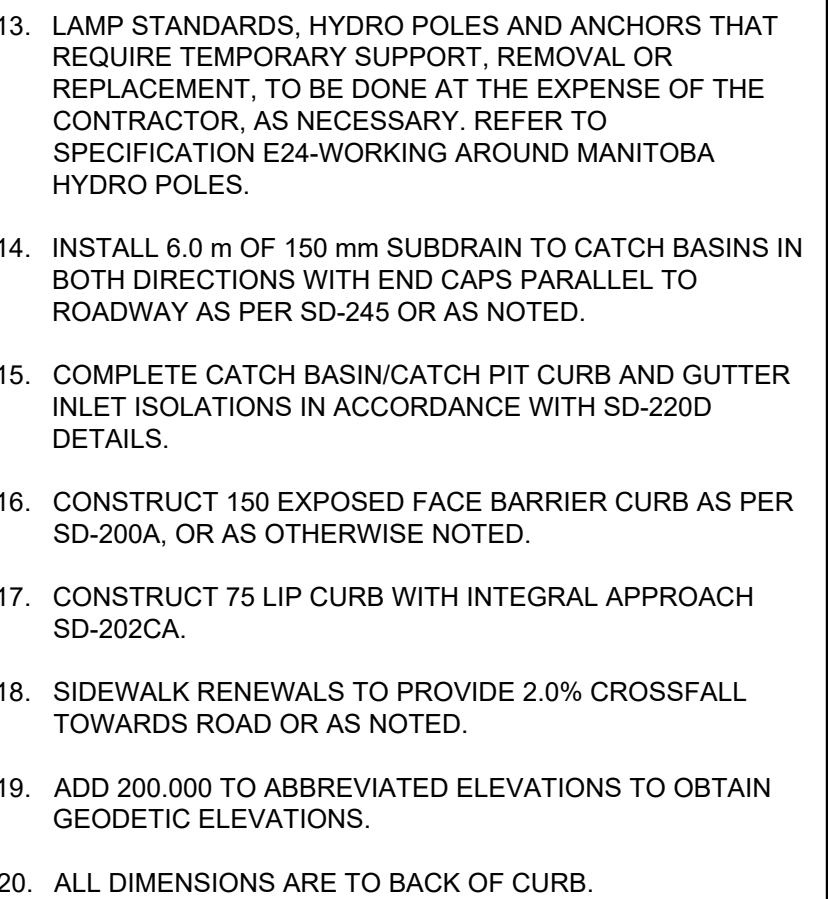 13. LAMP STANDARDS, HYDRO POLES AND ANCHORS THAT
REQUIRE TEMPORARY SUPPORT, REMOVAL OR
REPLACEMENT, TO BE DONE AT THE EXPENSE OF THE
CONTRACTOR, AS NECESSARY. REFER TO
SPECIFICATION E24-WORKING AROUND MANITOBA
HYDRO POLES.
14. INSTALL 6.0 m OF 150 mm SUBDRAIN TO CATCH BASINS IN
BOTH DIRECTIONS WITH END CAPS PARALLEL TO
ROADWAY AS PER SD-245 OR AS NOTED.
15. COMPLETE CATCH BASIN/CATCH PIT CURB AND GUTTER
INLET ISOLATIONS IN ACCORDANCE WITH SD-220D
DETAILS.
16. CONSTRUCT 150 EXPOSED FACE BARRIER CURB AS PER
SD-200A, OR AS OTHERWISE NOTED.
17. CONSTRUCT 75 LIP CURB WITH INTEGRAL APPROACH
SD-202CA.
18. SIDEWALK RENEWALS TO PROVIDE 2.0% CROSSFALL
TOWARDS ROAD OR AS NOTED.
19. ADD 200.000 TO ABBREVIATED ELEVATIONS TO OBTAIN
GEODETIC ELEVATIONS.
20. ALL DIMENSIONS ARE TO BACK OF CURB.